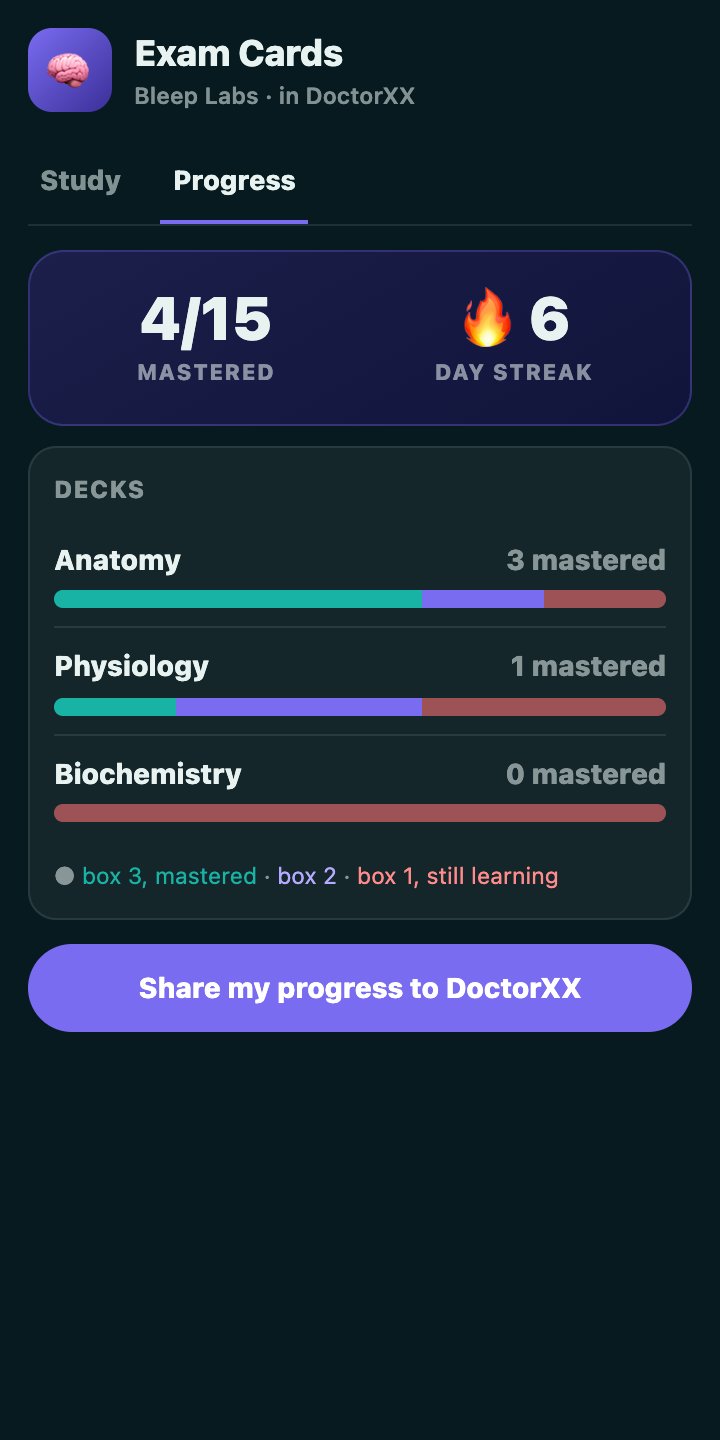 Exam Cards
Bleep Labs · in DoctorXX
Study Progress
4/15 🔥 6
MASTERED DAY STREAK
DECKS
Anatomy 3 mastered
Physiology 1 mastered
Biochemistry 0 mastered
box 3, mastered · box 2 · box 1, still learning
Share my progress to DoctorXX